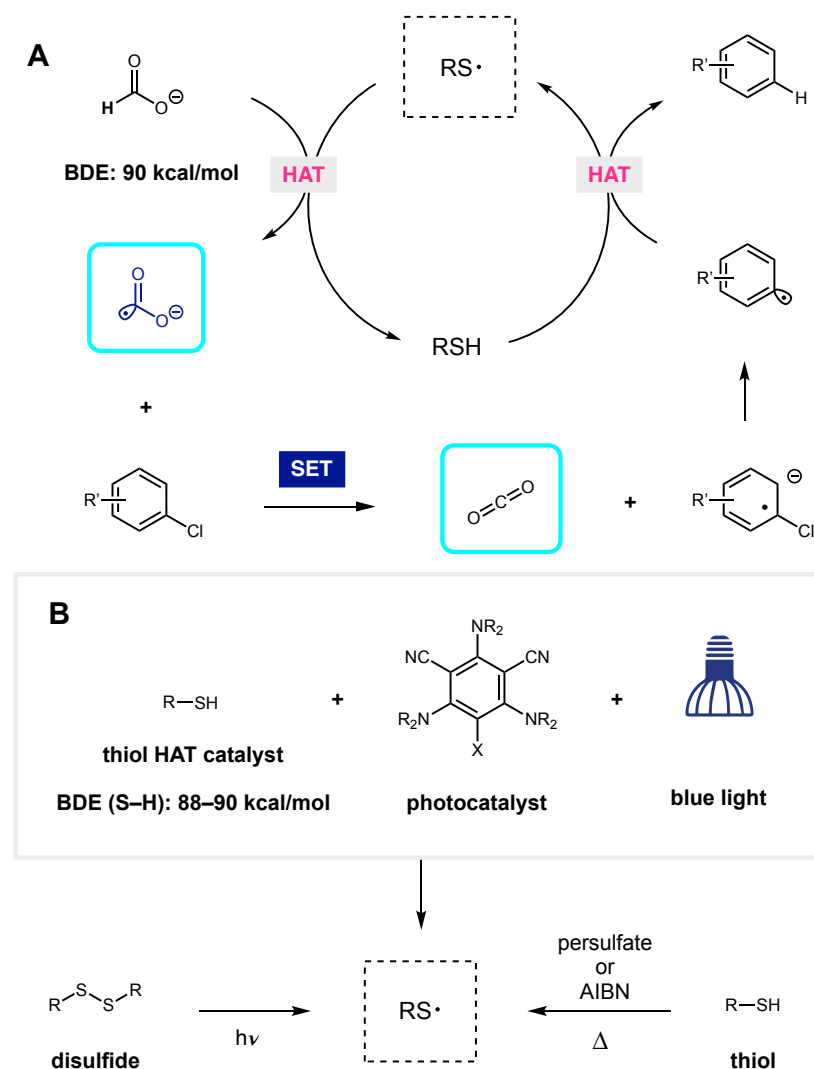 A
O
H
O⊖
BDE: 90 kcal/mol
HAT
RS•
HAT
R'
H
O
O⊖
RSH
R'
+
R'
Cl
SET
O=C=O
+
R'
⊖
Cl
B
R–SH
thiol HAT catalyst
BDE (S–H): 88–90 kcal/mol
+
NR₂
NC
CN
R₂N
NR₂
X
photocatalyst
+
blue light
R
S
S
R
disulfide
hν
RS•
persulfate
or
AIBN
Δ
R–SH
thiol